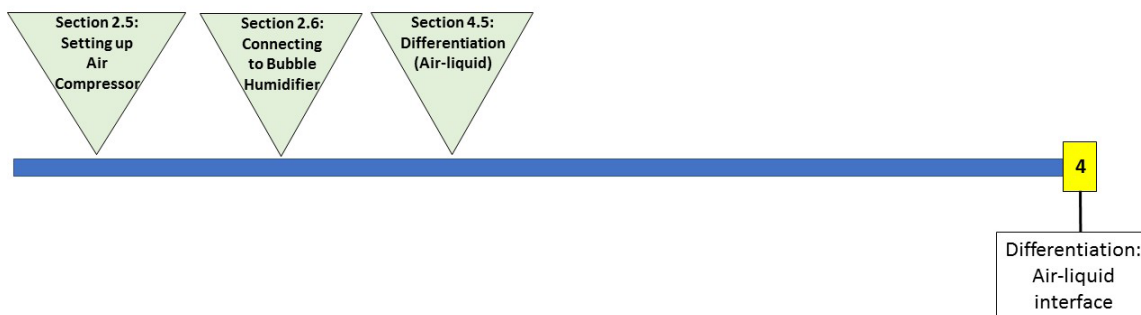 Section 2.5:
Setting up
Air
Compressor
Section 2.6:
Connecting
to Bubble
Humidifier
Section 4.5:
Differentiation
(Air-liquid)
4
Differentiation:
Air-liquid
interface